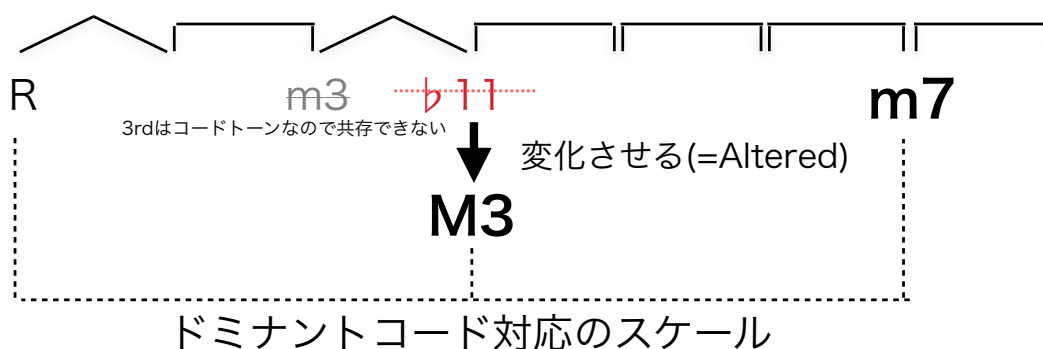 R m3 ♭11 m7
3rdはコードトーンなので共存できない
変化させる(=Altered)
M3
ドミナントコード対応のスケール